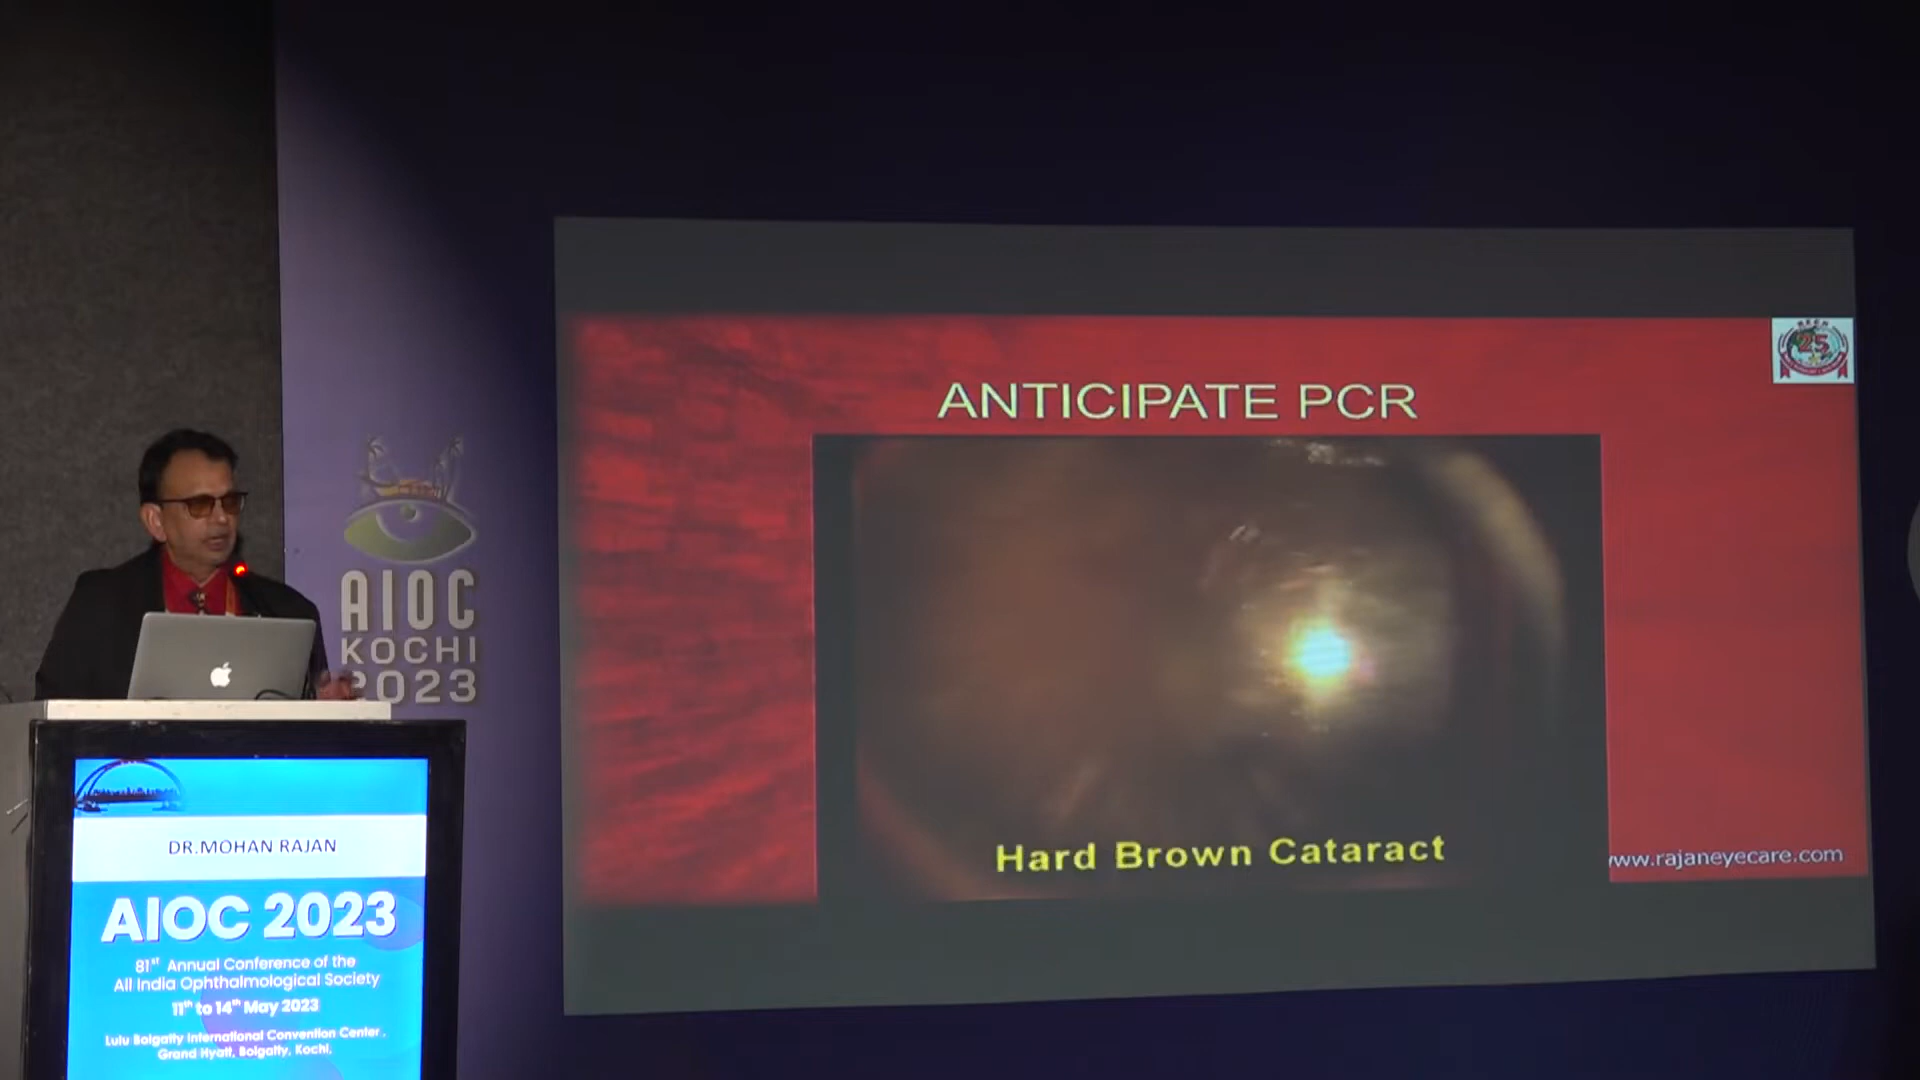 ANTICIPATE PCR
25
Hard Brown Cataract
www.rajaneyecare.com
AIOC
KOCHI
2023
DR.MOHAN RAJAN
AIOC 2023
81st Annual Conference of the
All India Ophthalmological Society
11th to 14th May 2023
Lulu Bolgatty International Convention Center,
Grand Hyatt, Bolgatty, Kochi,